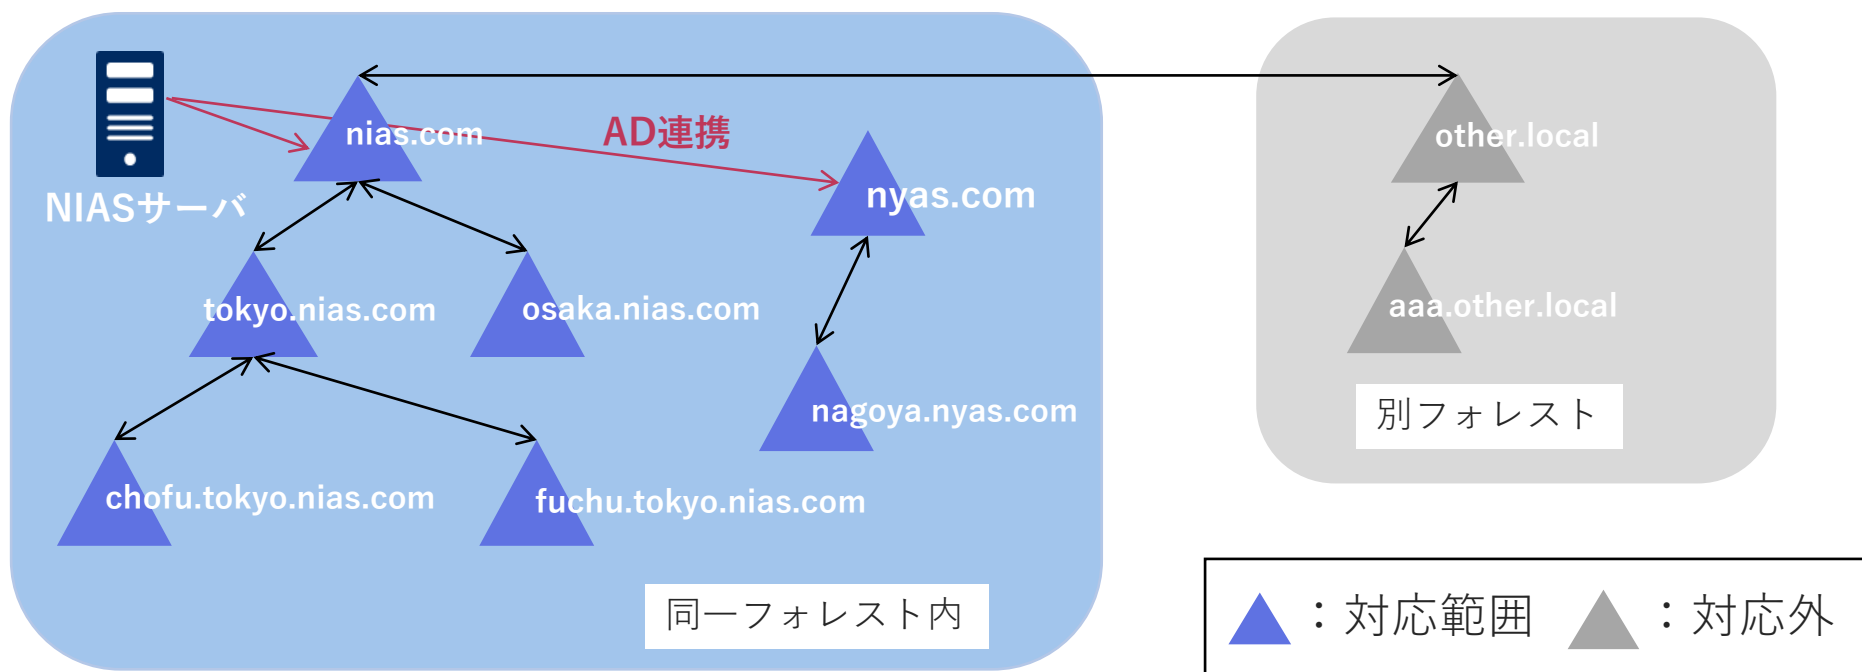 nias.com
AD連携
other.local
NIASサーバ
nyas.com
tokyo.nias.com
osaka.nias.com
aaa.other.local
nagoya.nyas.com
別フォレスト
chofu.tokyo.nias.com
fuchu.tokyo.nias.com
同一フォレスト内
：対応範囲
：対応外